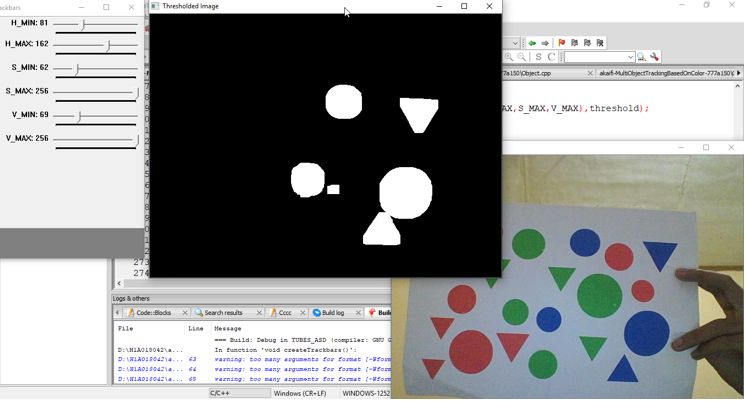 ackbars
H_MIN: 81
H_MAX: 162
S_MIN: 62
S_MAX: 256
V_MIN: 69
V_MAX: 256
Thresholded Image
S C
777a150\Object.cpp
akaifi-MultiObjectTrackingBasedOnColor-777a150\
AX,S_MAX,V_MAX),threshold);
273
274
Logs & others
Code::Blocks
Search results
Cccc
Build log
Build
File Line Message
=== Build: Debug in TUBES_ASD (compiler: GNU G
D:\H1A018042\a... In function 'void createTrackbars()':
D:\H1A018042\a... 63 warning: too many arguments for format [-Wform
D:\H1A018042\a... 64 warning: too many arguments for format [-Wform
D:\H1A018042\a... 65 warning: too many arguments for format [-Wform
C/C++
Windows (CR+LF)
WINDOWS-1252